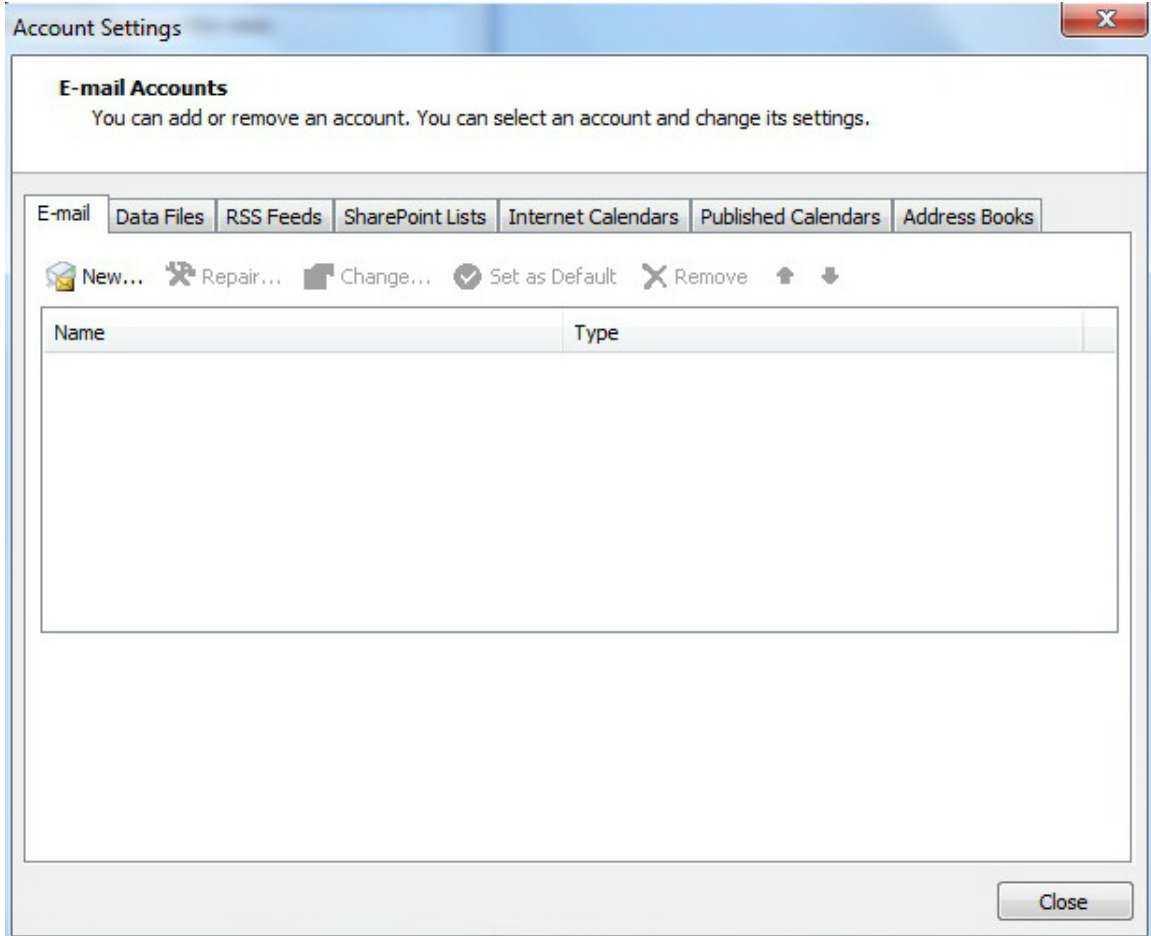 Account Settings
E-mail Accounts
You can add or remove an account. You can select an account and change its settings.
E-mail Data Files RSS Feeds SharePoint Lists Internet Calendars Published Calendars Address Books
New... Repair... Change... Set as Default Remove
Name Type
Close